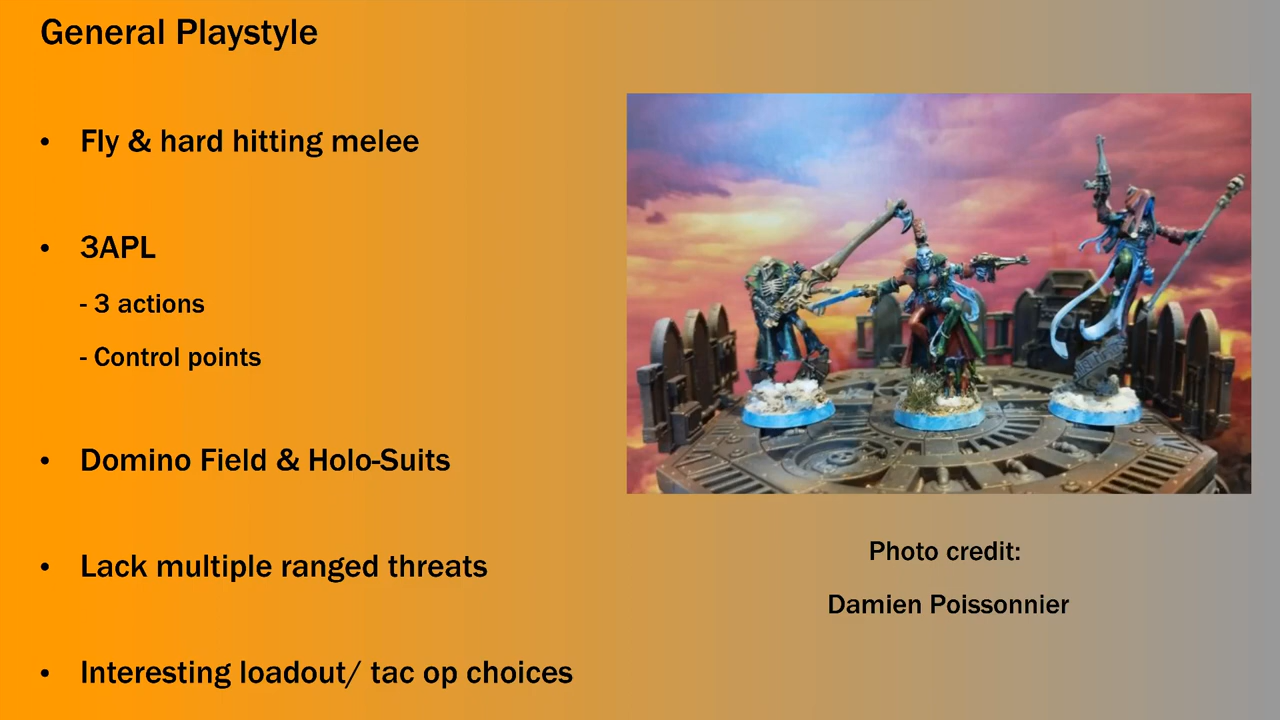 General Playstyle
• Fly & hard hitting melee
• 3APL
- 3 actions
- Control points
• Domino Field & Holo-Suits
• Lack multiple ranged threats
• Interesting loadout/ tac op choices
Photo credit:
Damien Poissonnier